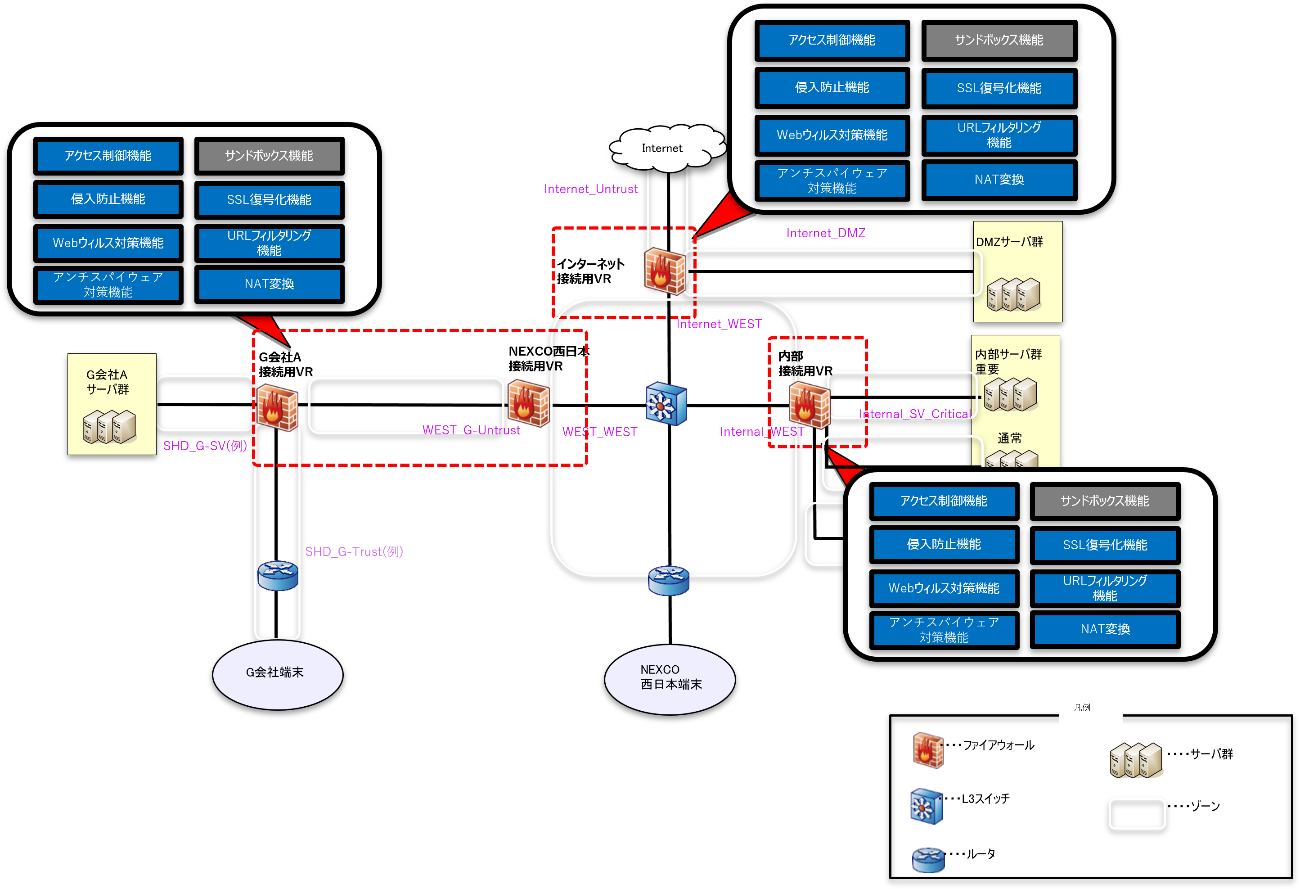 アクセス制御機能
サンドボックス機能
侵入防止機能
SSL復号化機能
Webウィルス対策機能
URLフィルタリング
機能
アンチスパイウェア
対策機能
NAT変換
Internet
Internet_Untrust
Internet_DMZ
アクセス制御機能
サンドボックス機能
侵入防止機能
SSL復号化機能
Webウィルス対策機能
URLフィルタリング
機能
アンチスパイウェア
対策機能
NAT変換
インターネット
接続用VR
DMZサーバ群
Internet_WEST
G会社A
接続用VR
NEXCO西日本
接続用VR
内部
接続用VR
内部サーバ群
重要
G会社A
サーバ群
SHD_G-SV(例)
WEST_G-Untrust
WEST_WEST
Internal_WEST
Internal_SV_Critical
通常
SHD_G-Trust(例)
アクセス制御機能
サンドボックス機能
侵入防止機能
SSL復号化機能
Webウィルス対策機能
URLフィルタリング
機能
アンチスパイウェア
対策機能
NAT変換
G会社端末
NEXCO
西日本端末
凡例
・・・・ファイアウォール
・・・・サーバ群
・・・L3スイッチ
・・・・ゾーン
・・・・ルータ